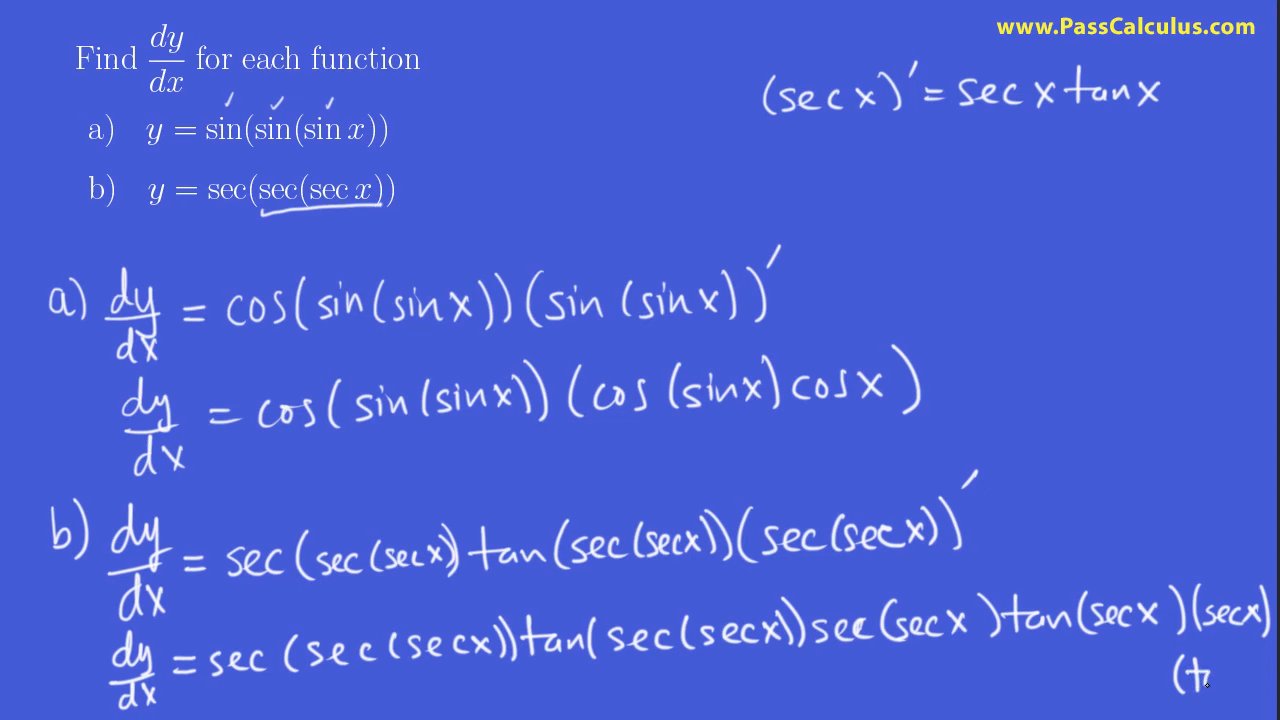 www.PassCalculus.com
Find dy/dx for each function
(sec x)′ = sec x tan x
a) y = sin(sin(sin x))
b) y = sec(sec(sec x))
a) dy/dx = cos(sin(sin x))(sin(sin x))′
dy/dx = cos(sin(sin x))(cos(sin x) cos x)
b) dy/dx = sec(sec(sec x) tan(sec(sec x))(sec(sec x))′
dy/dx = sec(sec(sec x)) tan(sec(sec x)) sec(sec x) tan(sec x)(sec x)
(t